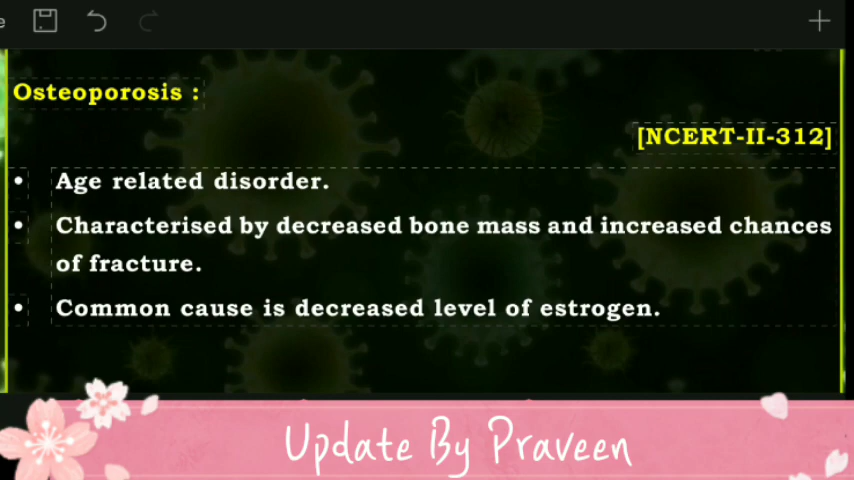 e
Osteoporosis :
[NCERT-II-312]
• Age related disorder.
• Characterised by decreased bone mass and increased chances
of fracture.
• Common cause is decreased level of estrogen.
Update By Praveen